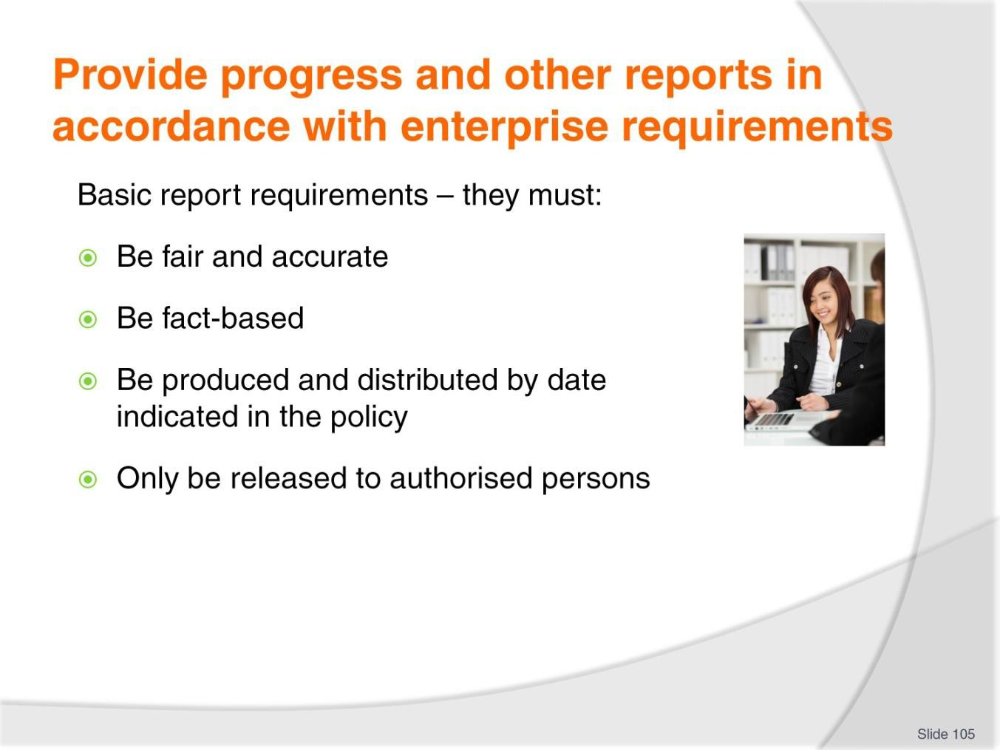 Provide progress and other reports in
accordance with enterprise requirements
Basic report requirements – they must:
Be fair and accurate
Be fact-based
Be produced and distributed by date
indicated in the policy
Only be released to authorised persons
Slide 105